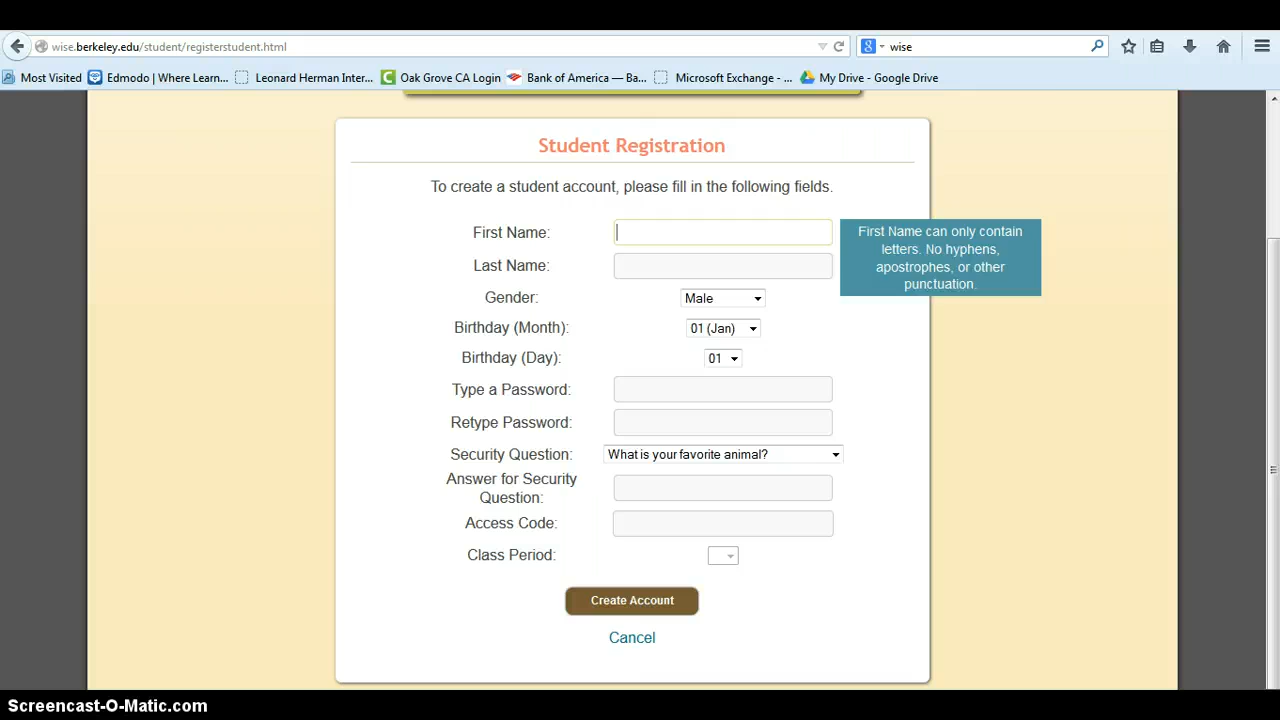 wise.berkeley.edu/student/registerstudent.html
wise
Most Visited
Edmodo | Where Learn...
Leonard Herman Inter...
Oak Grove CA Login
Bank of America — Ba...
Microsoft Exchange - ...
My Drive - Google Drive
Student Registration
To create a student account, please fill in the following fields.
First Name:
First Name can only contain
letters. No hyphens,
apostrophes, or other
punctuation.
Last Name:
Gender: Male
Birthday (Month): 01 (Jan)
Birthday (Day): 01
Type a Password:
Retype Password:
Security Question: What is your favorite animal?
Answer for Security
Question:
Access Code:
Class Period:
Create Account
Cancel
Screencast-O-Matic.com